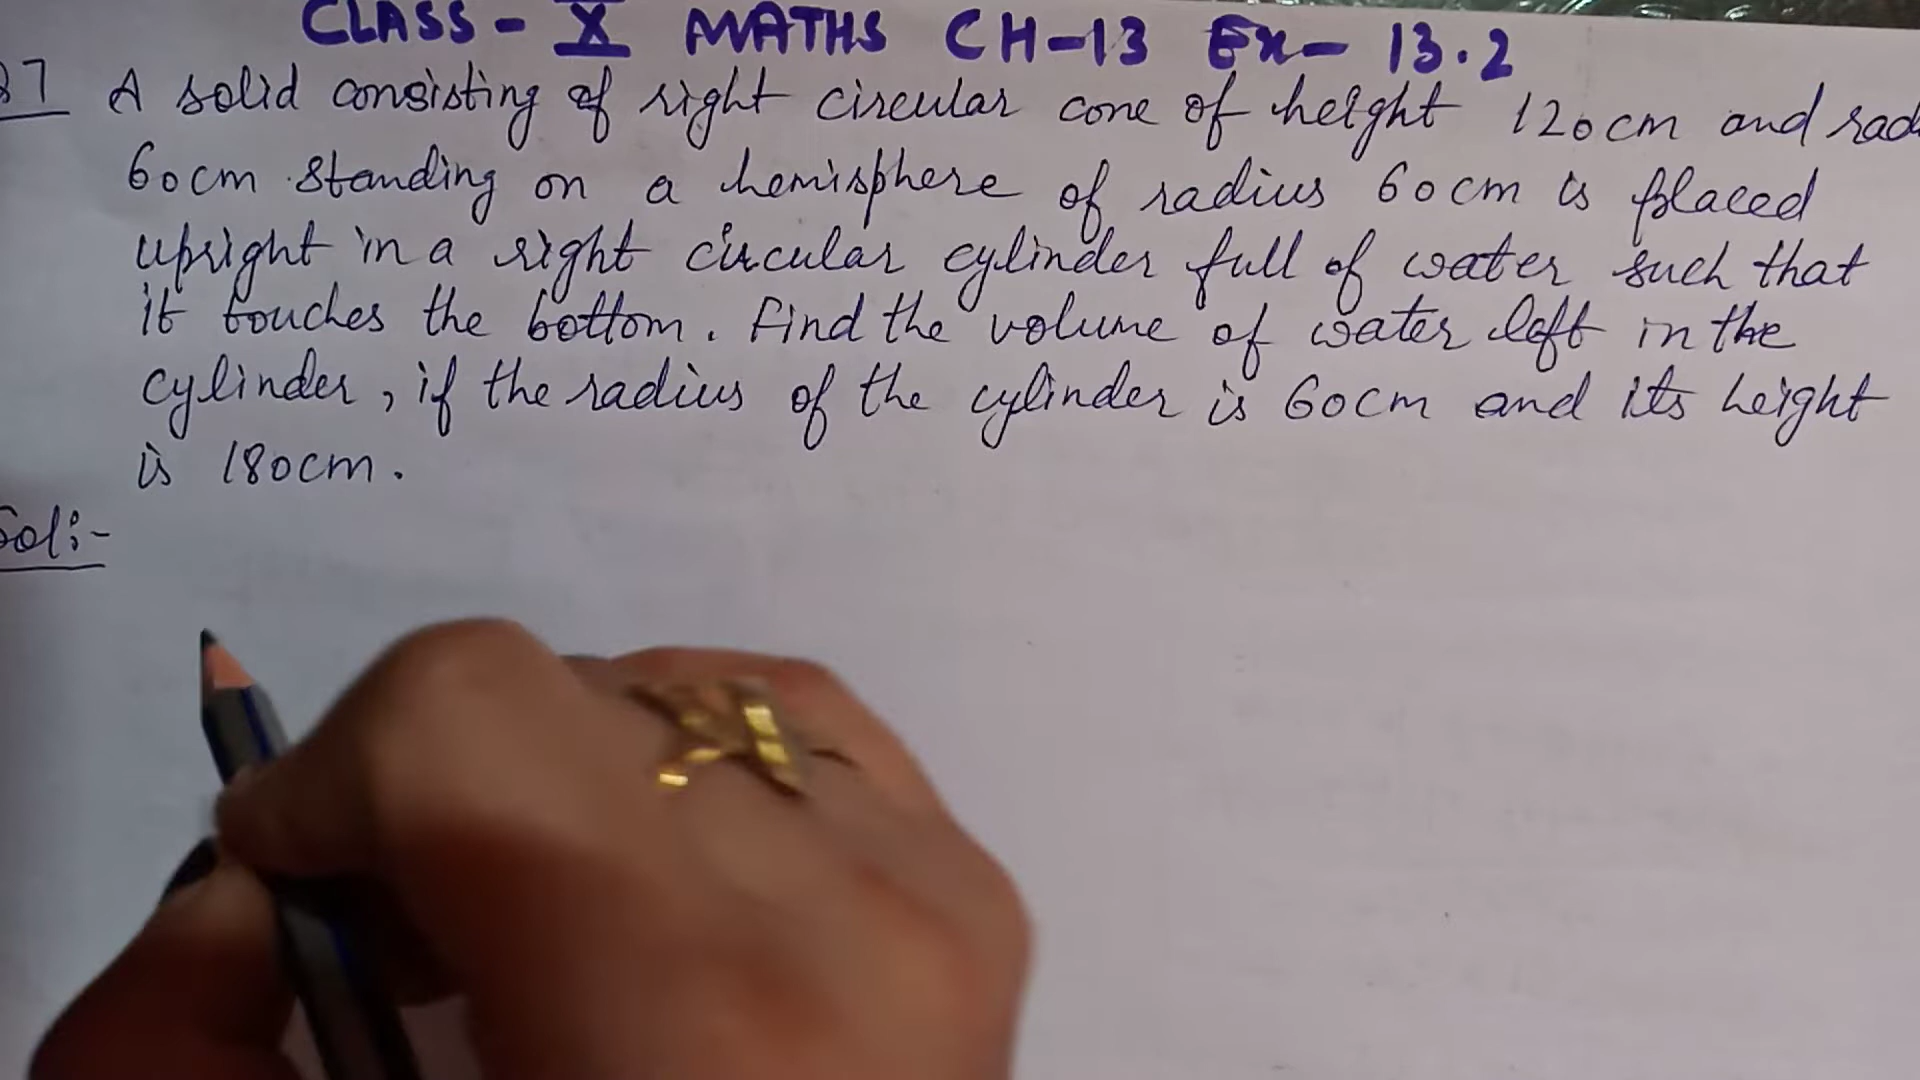 CLASS - X MATHS CH-13 Ex- 13.2
A solid consisting of right circular cone of height 120cm and
60cm standing on a hemisphere of radius 60cm is placed
upright in a right circular cylinder full of water such that
it touches the bottom. Find the volume of water left in the
cylinder, if the radius of the cylinder is 60cm and its height
is 180cm.
Sol:-